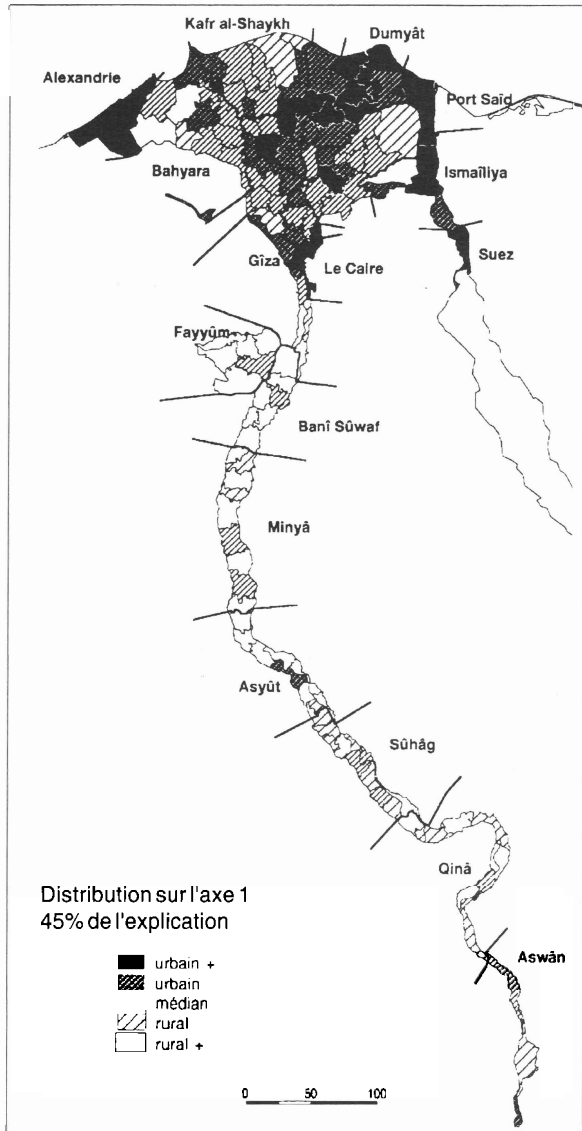 Kafr al-Shaykh
Dumyât
Alexandrie
Port Saïd
Bahyara
Ismaïliya
Gîza
Le Caire
Suez
Fayyûm
Banî Sûwaf
Minyâ
Asyût
Sûhâg
Qinâ
Aswân
Distribution sur l'axe 1
45% de l'explication
urbain +
urbain
médian
rural
rural +
0 50 100